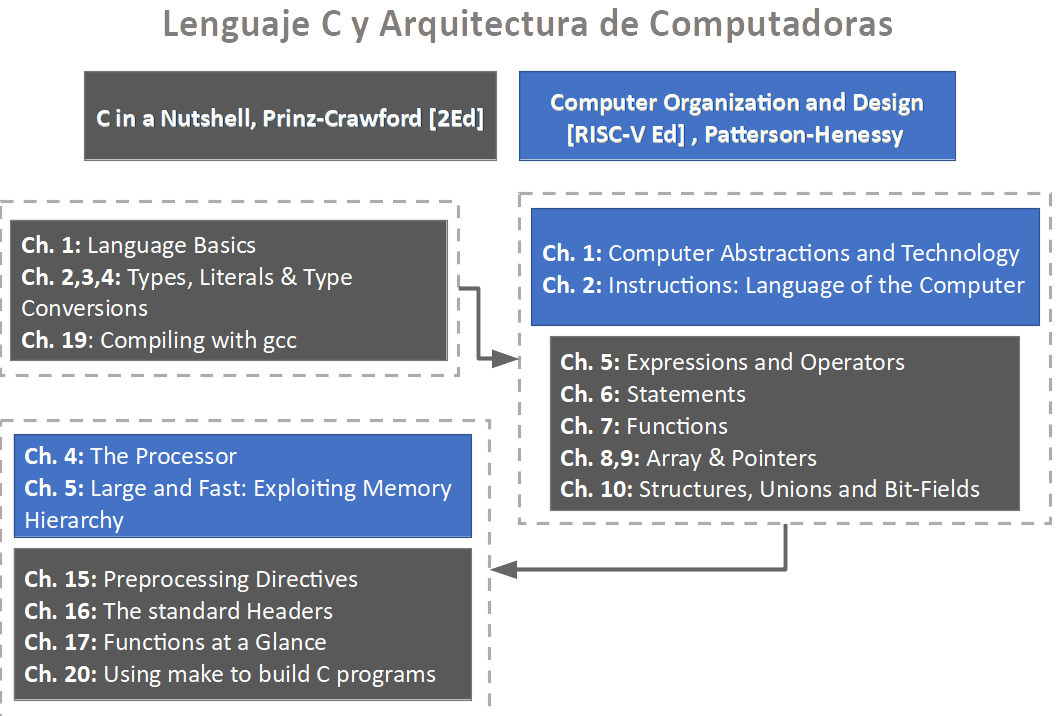 Lenguaje C y Arquitectura de Computadoras
C in a Nutshell, Prinz-Crawford [2Ed]
Computer Organization and Design
[RISC-V Ed] , Patterson-Henessy
Ch. 1: Language Basics
Ch. 2,3,4: Types, Literals & Type
Conversions
Ch. 19: Compiling with gcc
Ch. 1: Computer Abstractions and Technology
Ch. 2: Instructions: Language of the Computer
Ch. 5: Expressions and Operators
Ch. 6: Statements
Ch. 7: Functions
Ch. 8,9: Array & Pointers
Ch. 10: Structures, Unions and Bit-Fields
Ch. 4: The Processor
Ch. 5: Large and Fast: Exploiting Memory
Hierarchy
Ch. 15: Preprocessing Directives
Ch. 16: The standard Headers
Ch. 17: Functions at a Glance
Ch. 20: Using make to build C programs